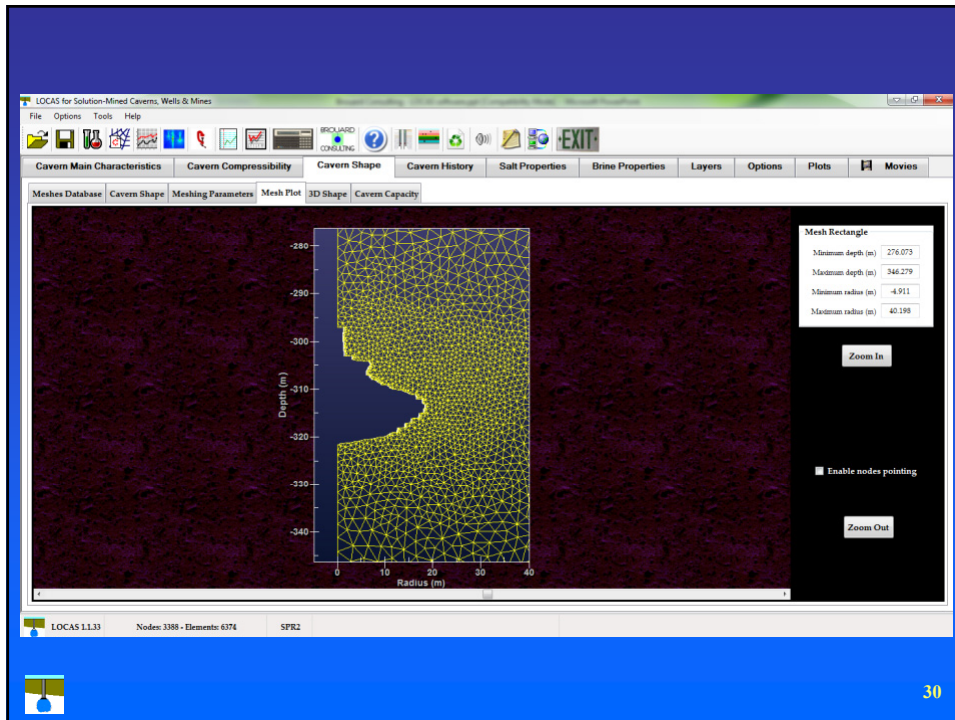 LOCAS for Solution-Mined Caverns, Wells & Mines
File Options Tools Help
BROUARD CONSULTING
EXIT
Cavern Main Characteristics Cavern Compressibility Cavern Shape Cavern History Salt Properties Brine Properties Layers Options Plots Movies
Meshes Database Cavern Shape Meshing Parameters Mesh Plot 3D Shape Cavern Capacity
Mesh Rectangle
Minimum depth (m) 276.073
Maximum depth (m) 346.279
Minimum radius (m) -4.911
Maximum radius (m) 40.198
Zoom In
Enable nodes pointing
Zoom Out
Depth (m)
-280
-290
-300
-310
-320
-330
-340
0 10 20 30 40
Radius (m)
LOCAS 1.1.33 Nodes: 3388 - Elements: 6374 SPR2
30